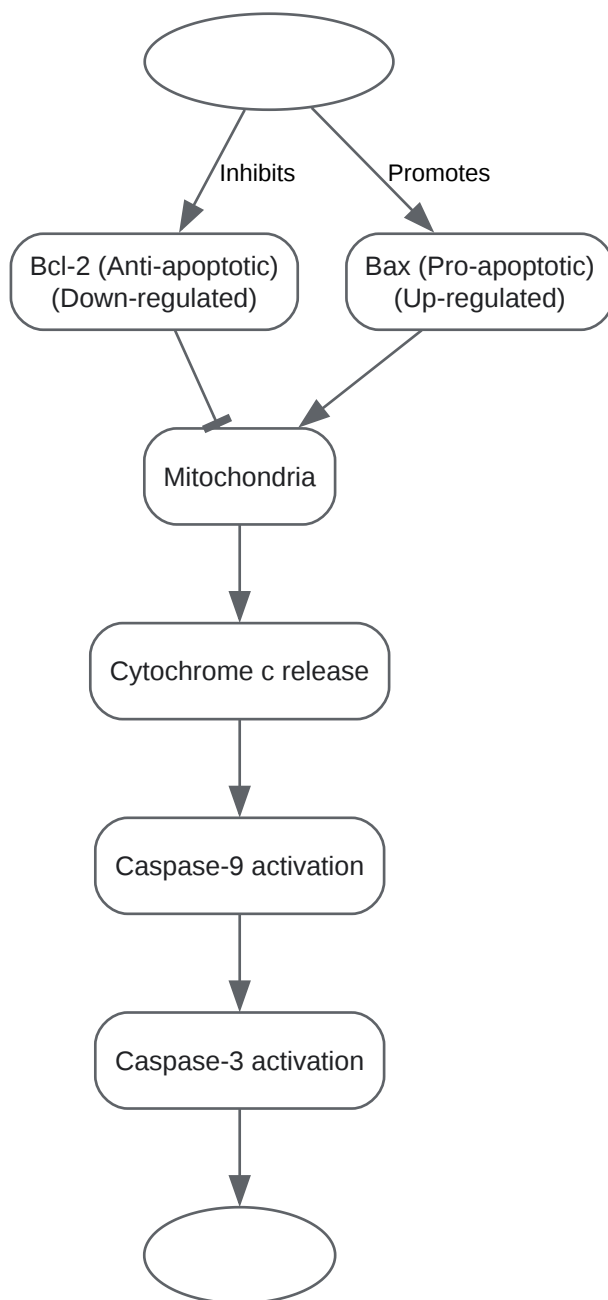 Inhibits
Promotes
Bcl-2 (Anti-apoptotic)
(Down-regulated)
Bax (Pro-apoptotic)
(Up-regulated)
Mitochondria
Cytochrome c release
Caspase-9 activation
Caspase-3 activation